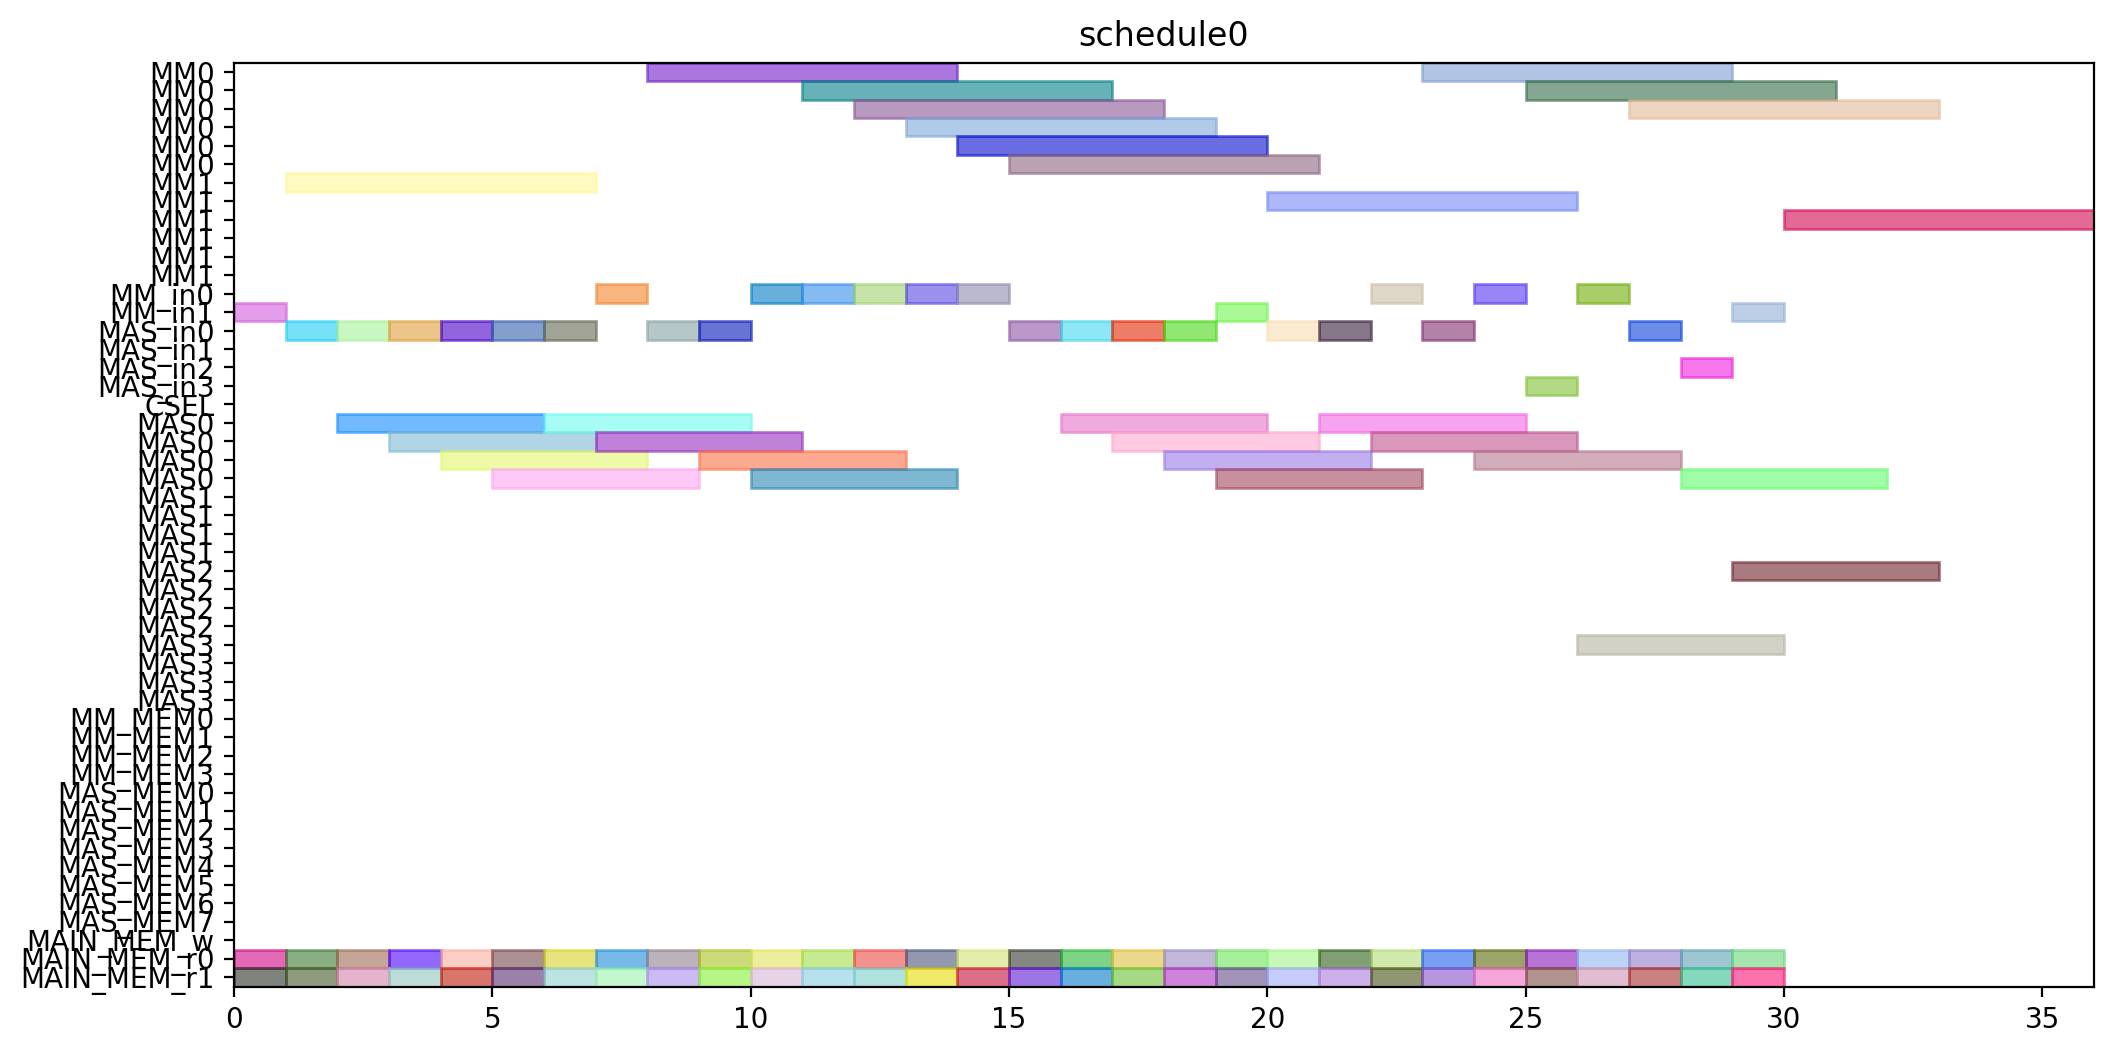 schedule0
MM0
MM0
MM0
MM0
MM0
MM0
MM1
MM1
MM1
MM1
MM1
MM1
MM_in0
MM_in1
MAS_in0
MAS_in1
MAS_in2
MAS_in3
CSEL
MAS0
MAS0
MAS0
MAS0
MAS1
MAS1
MAS1
MAS1
MAS2
MAS2
MAS2
MAS2
MAS3
MAS3
MAS3
MAS3
MM_MEM0
MM_MEM1
MM_MEM2
MM_MEM3
MAS_MEM0
MAS_MEM1
MAS_MEM2
MAS_MEM3
MAS_MEM4
MAS_MEM5
MAS_MEM6
MAS_MEM7
MAIN_MEM_w
MAIN_MEM_r0
MAIN_MEM_r1
0 5 10 15 20 25 30 35